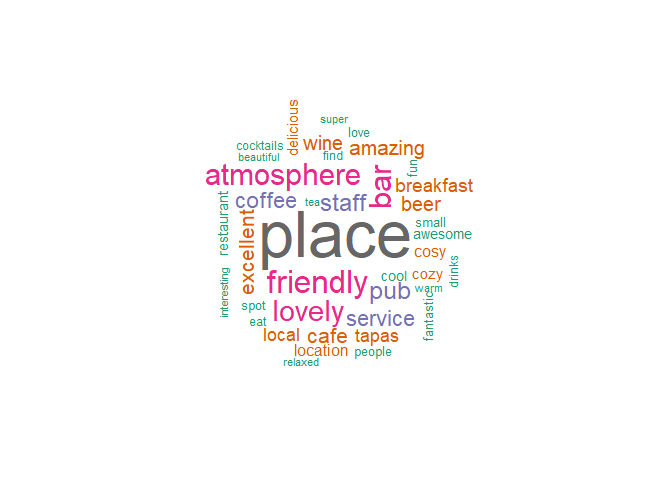 super
love
delicious
wine
amazing
cocktails
beautiful
find
fun
atmosphere
bar
breakfast
coffee
tea
staff
beer
restaurant
excellent
place
small
awesome
cosy
friendly
cool
cozy
drinks
interesting
pub
warm
spot
lovely
service
fantastic
eat
local
cafe
tapas
location
people
relaxed